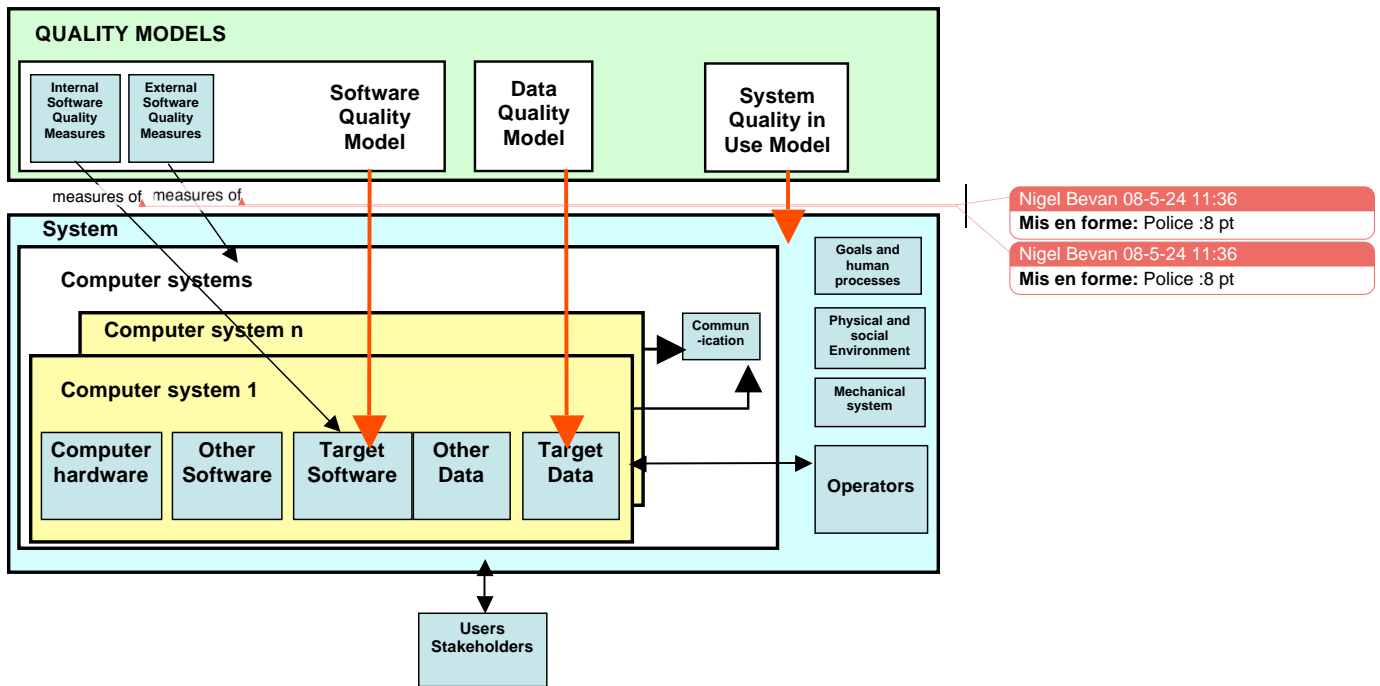 QUALITY MODELS
Internal
Software
Quality
Measures
External
Software
Quality
Measures
Software
Quality
Model
Data
Quality
Model
System
Quality in
Use Model
measures of
measures of
Nigel Bevan 08-5-24 11:36
Mis en forme: Police :8 pt
Nigel Bevan 08-5-24 11:36
Mis en forme: Police :8 pt
System
Computer systems
Computer system n
Computer system 1
Commun
-ication
Goals and
human
processes
Physical and
social
Environment
Mechanical
system
Operators
Computer
hardware
Other
Software
Target
Software
Other
Data
Target
Data
Users
Stakeholders